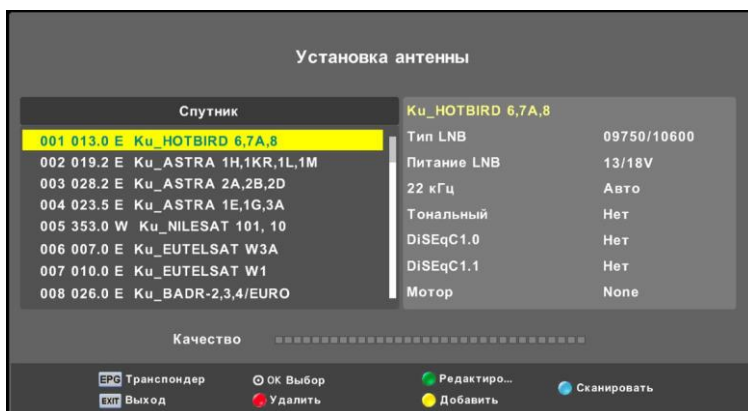 Установка антенны
Спутник
001 013.0 E Ku_HOTBIRD 6,7A,8
002 019.2 E Ku_ASTRA 1H,1KR,1L,1M
003 028.2 E Ku_ASTRA 2A,2B,2D
004 023.5 E Ku_ASTRA 1E,1G,3A
005 353.0 W Ku_NILESAT 101, 10
006 007.0 E Ku_EUTELSAT W3A
007 010.0 E Ku_EUTELSAT W1
008 026.0 E Ku_BADR-2,3,4/EURO
Ku_HOTBIRD 6,7A,8
Тип LNB 09750/10600
Питание LNB 13/18V
22 кГц Авто
Тональный Нет
DiSEqC1.0 Нет
DiSEqC1.1 Нет
Мотор None
Качество
EPG Транспондер OK Выбор Редактиро... Сканировать
EXIT Выход Удалить Добавить